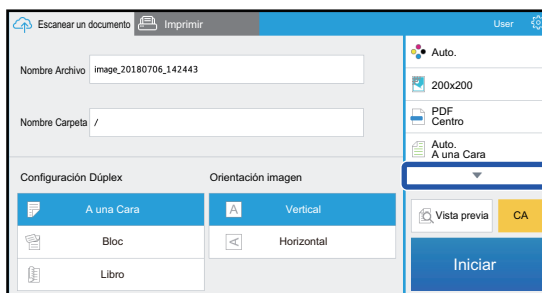 Escanear un documento
Imprimir
User
Nombre Archivo
image_20180706_142443
Nombre Carpeta
/
Configuración Dúplex
Orientación imagen
A una Cara
A
Vertical
Bloc
A
Horizontal
Libro
Auto.
200x200
PDF
Centro
Auto.
A una Cara
Vista previa
CA
Iniciar